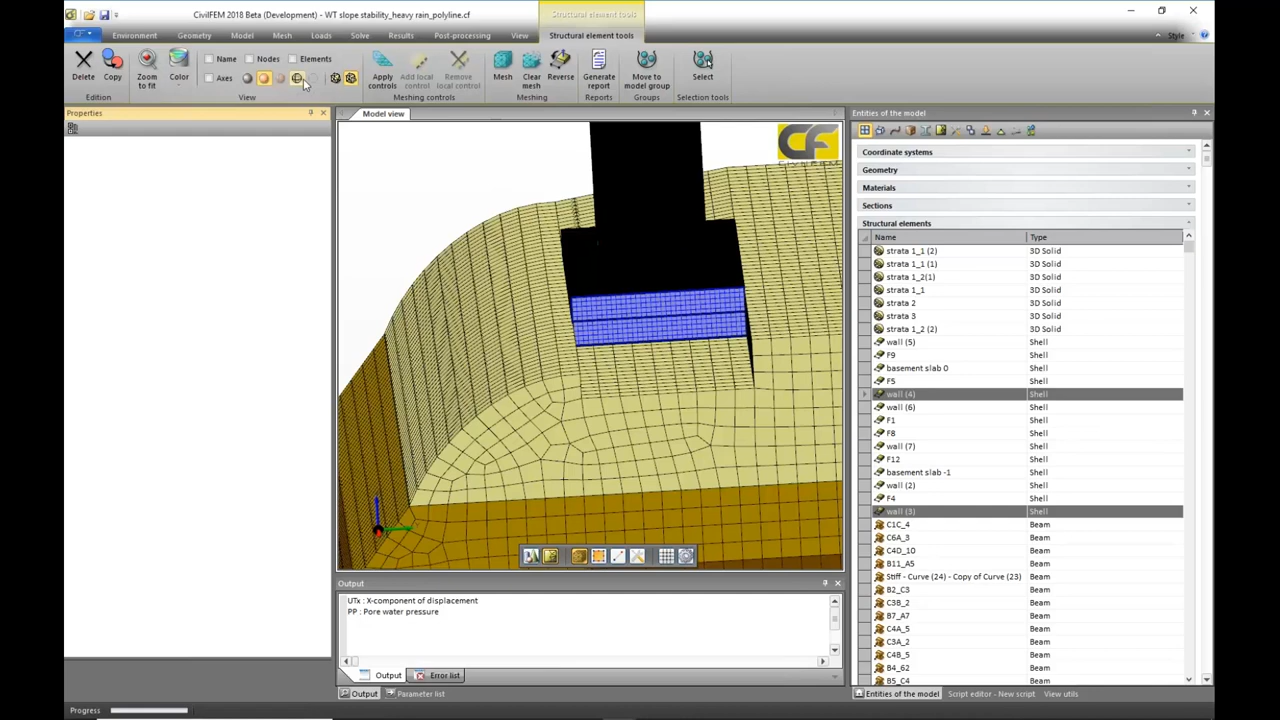 CivilFEM 2018 Beta (Development) - WT slope stability_heavy rain_polyline.cf
Structural element tools
Environment Geometry Model Mesh Loads Solve Results Post-processing View Structural element tools Style
Name Nodes Elements
Axes
Delete Copy Zoom to fit Color Apply controls Add local control Remove local control Mesh Clear mesh Reverse Generate report Move to model group Select
Edition View Meshing controls Meshing Reports Groups Selection tools
Properties
Model view
CF
Entities of the model
Coordinate systems
Geometry
Materials
Sections
Structural elements
Name Type
strata 1_1 (2) 3D Solid
strata 1_1 (1) 3D Solid
strata 1_2(1) 3D Solid
strata 1_1 3D Solid
strata 2 3D Solid
strata 3 3D Solid
strata 1_2 (2) 3D Solid
wall (5) Shell
F9 Shell
basement slab 0 Shell
F5 Shell
wall (4) Shell
wall (6) Shell
F1 Shell
F8 Shell
wall (7) Shell
F12 Shell
basement slab -1 Shell
wall (2) Shell
F4 Shell
wall (3) Shell
C1C_4 Beam
C6A_3 Beam
C4D_10 Beam
B11_A5 Beam
Stiff - Curve (24) - Copy of Curve (23) Beam
B2_C3 Beam
C3B_2 Beam
B7_A7 Beam
C4A_5 Beam
C3A_2 Beam
C4B_5 Beam
B4_62 Beam
B5_C4 Beam
Output
UTx : X-component of displacement
PP : Pore water pressure
Output Error list
Output Parameter list
Entities of the model Script editor - New script View utils
Progress